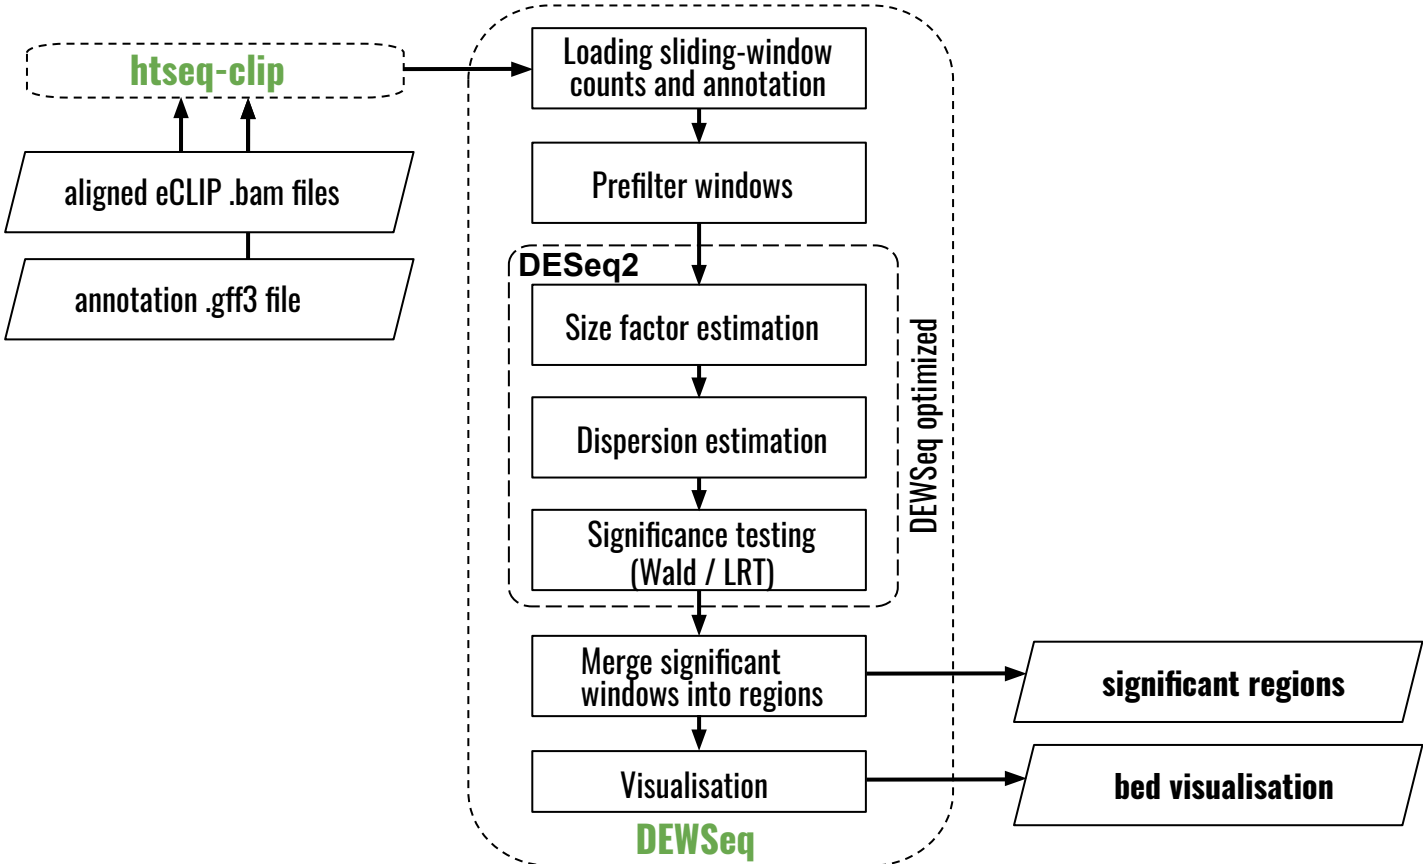 htseq-clip
aligned eCLIP .bam files
annotation .gff3 file
Loading sliding-window
counts and annotation
Prefilter windows
DESeq2
Size factor estimation
Dispersion estimation
Significance testing
(Wald / LRT)
DEWSeq optimized
Merge significant
windows into regions
Visualisation
DEWSeq
significant regions
bed visualisation